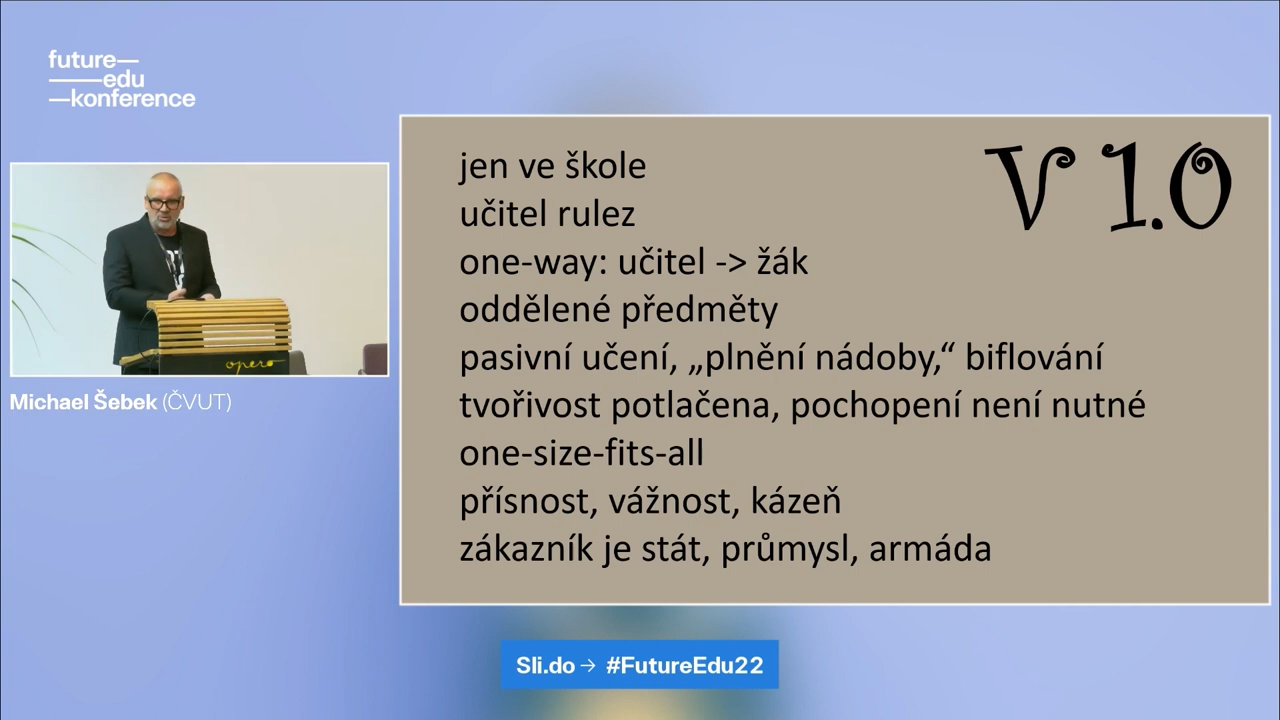 future—
——edu
—konference
Michael Šebek (ČVUT)
opero
V 1.0
jen ve škole
učitel rulez
one-way: učitel -> žák
oddělené předměty
pasivní učení, „plnění nádoby,“ biflování
tvořivost potlačena, pochopení není nutné
one-size-fits-all
přísnost, vážnost, kázeň
zákazník je stát, průmysl, armáda
Sli.do → #FutureEdu22